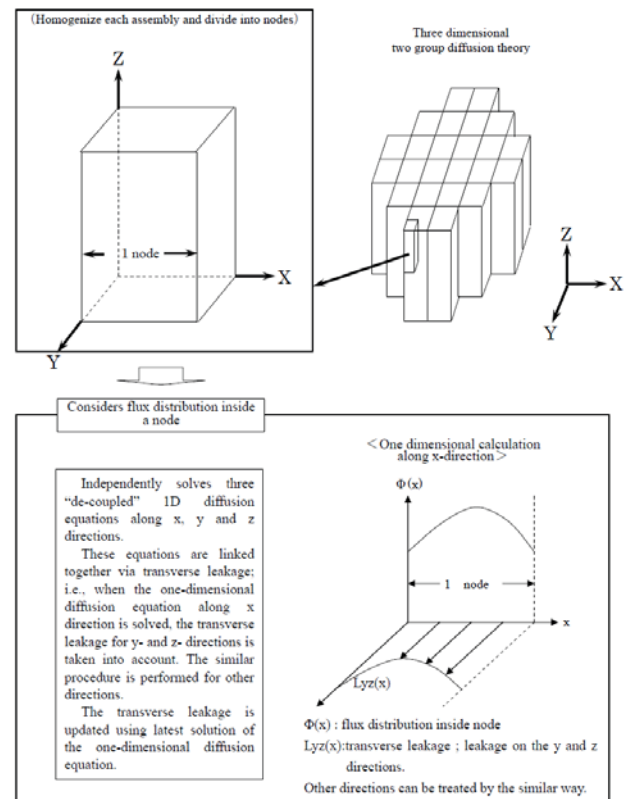 (Homogenize each assembly and divide into nodes)
Three dimensional
two group diffusion theory
Z
1 node
X
Y
Z
X
Y
Considers flux distribution inside
a node
Independently solves three
“de-coupled” 1D diffusion
equations along x, y and z
directions.
These equations are linked
together via transverse leakage;
i.e., when the one-dimensional
diffusion equation along x
direction is solved, the transverse
leakage for y- and z- directions is
taken into account. The similar
procedure is performed for other
directions.
The transverse leakage is
updated using latest solution of
the one-dimensional diffusion
equation.
<One dimensional calculation
along x-direction>
Φ(x)
1 node
x
Lyz(x)
Φ(x) : flux distribution inside node
Lyz(x):transverse leakage ; leakage on the y and z
directions.
Other directions can be treated by the similar way.